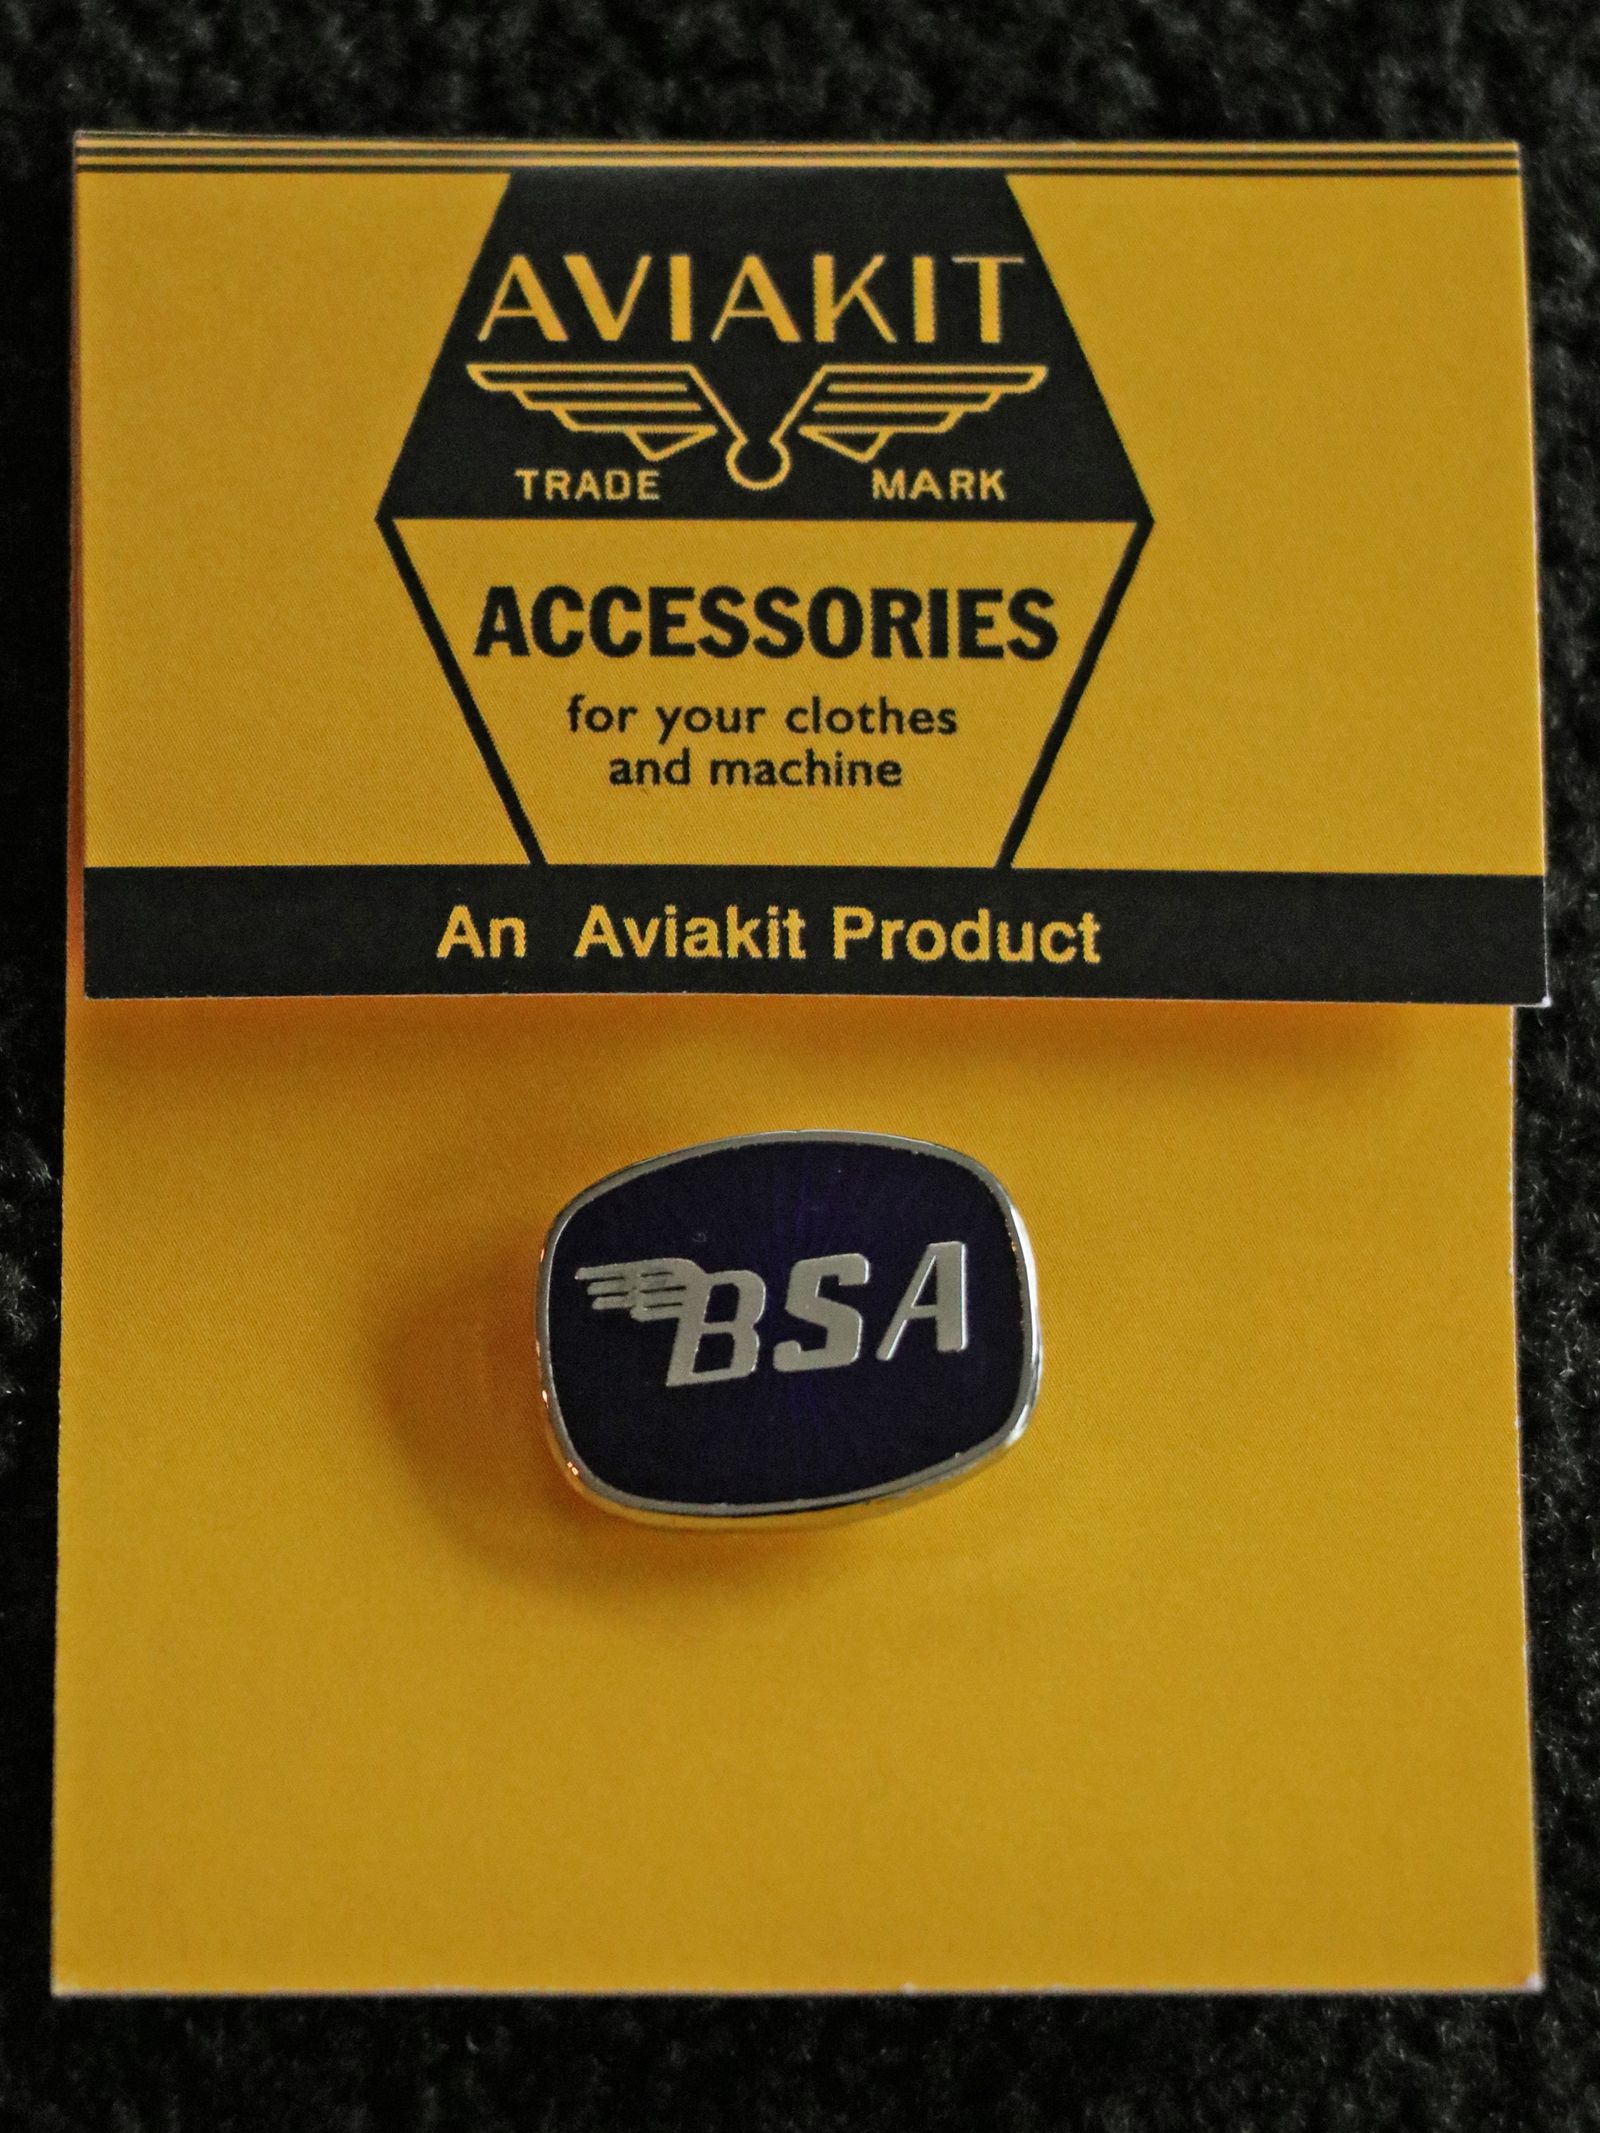 AVIAKIT
TRADE MARK
ACCESSORIES
for your clothes
and machine
An Aviakit Product
BSA